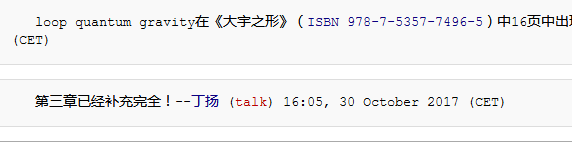 loop quantum gravity在《大宇之形》（ISBN 978-7-5357-7496-5）中16页中出
(CET)
第三章已经补充完全！--丁扬 (talk) 16:05, 30 October 2017 (CET)